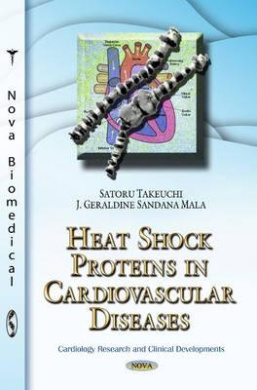 Nova Biomedical
SATORU TAKEUCHI
J. GERALDINE SANDANA MALA
HEAT SHOCK
PROTEINS IN
CARDIOVASCULAR
DISEASES
Cardiology Research and Clinical Developments
NOVA